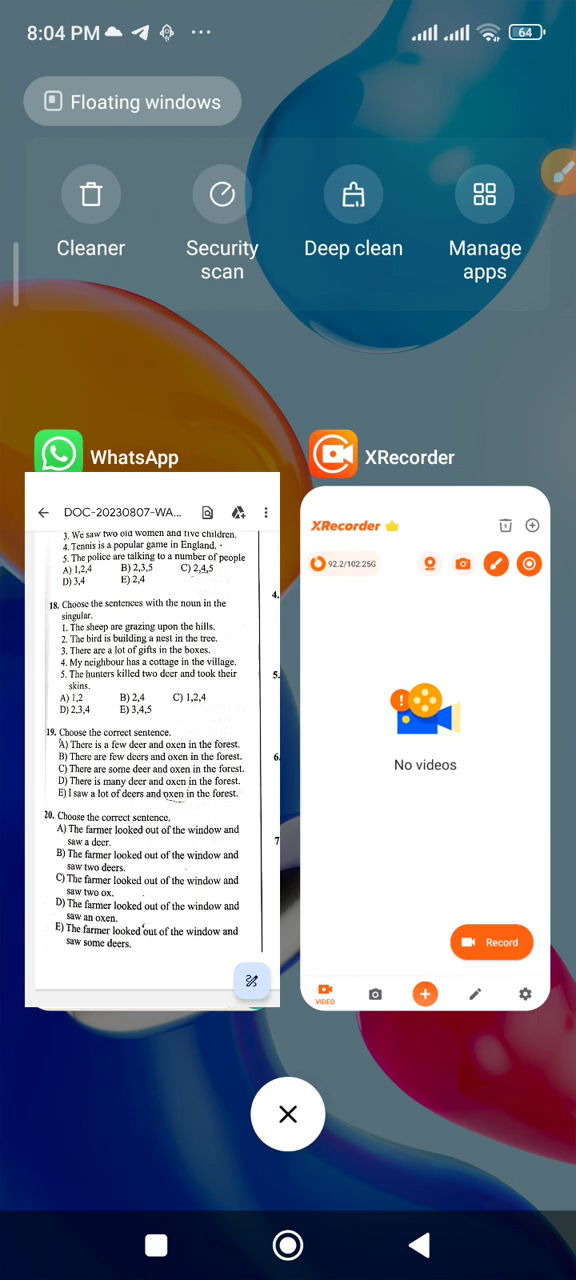 8:04 PM
64
Floating windows
Cleaner
Security scan
Deep clean
Manage apps
WhatsApp
DOC-20230807-WA...
3. We saw two old women and five children.
4. Tennis is a popular game in England.
5. The police are talking to a number of people
A) 1,2,4 B) 2,3,5 C) 2,4,5
D) 3,4 E) 2,4
18. Choose the sentences with the noun in the
singular.
1. The sheep are grazing upon the hills.
2. The bird is building a nest in the tree.
3. There are a lot of gifts in the boxes.
4. My neighbour has a cottage in the village.
5. The hunters killed two deer and took their
skins.
A) 1,2 B) 2,4 C) 1,2,4
D) 2,3,4 E) 3,4,5
19. Choose the correct sentence.
A) There is a few deer and oxen in the forest.
B) There are few deers and oxen in the forest.
C) There are some deer and oxen in the forest.
D) There is many deer and oxen in the forest.
E) I saw a lot of deers and oxen in the forest.
20. Choose the correct sentence.
A) The farmer looked out of the window and
saw a deer.
B) The farmer looked out of the window and
saw two deers.
C) The farmer looked out of the window and
saw two ox.
D) The farmer looked out of the window and
saw an oxen.
E) The farmer looked out of the window and
saw some deers.
4.
5.
6.
7
XRecorder
XRecorder
92.2/102.25G
No videos
Record
VIDEO